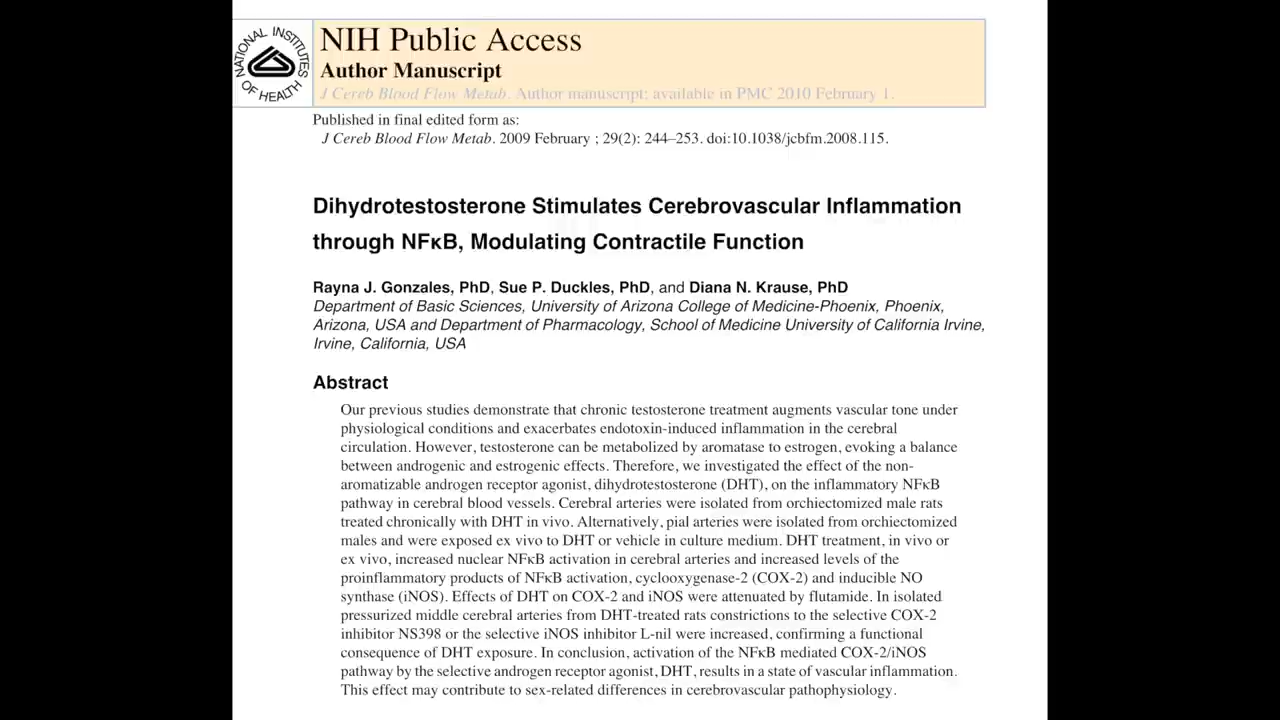 NATIONAL INSTITUTES OF HEALTH
NIH Public Access
Author Manuscript
J Cereb Blood Flow Metab. Author manuscript; available in PMC 2010 February 1.
Published in final edited form as:
J Cereb Blood Flow Metab. 2009 February ; 29(2): 244–253. doi:10.1038/jcbfm.2008.115.
Dihydrotestosterone Stimulates Cerebrovascular Inflammation
through NFκB, Modulating Contractile Function
Rayna J. Gonzales, PhD, Sue P. Duckles, PhD, and Diana N. Krause, PhD
Department of Basic Sciences, University of Arizona College of Medicine-Phoenix, Phoenix,
Arizona, USA and Department of Pharmacology, School of Medicine University of California Irvine,
Irvine, California, USA
Abstract
Our previous studies demonstrate that chronic testosterone treatment augments vascular tone under
physiological conditions and exacerbates endotoxin-induced inflammation in the cerebral
circulation. However, testosterone can be metabolized by aromatase to estrogen, evoking a balance
between androgenic and estrogenic effects. Therefore, we investigated the effect of the non-
aromatizable androgen receptor agonist, dihydrotestosterone (DHT), on the inflammatory NFκB
pathway in cerebral blood vessels. Cerebral arteries were isolated from orchiectomized male rats
treated chronically with DHT in vivo. Alternatively, pial arteries were isolated from orchiectomized
males and were exposed ex vivo to DHT or vehicle in culture medium. DHT treatment, in vivo or
ex vivo, increased nuclear NFκB activation in cerebral arteries and increased levels of the
proinflammatory products of NFκB activation, cyclooxygenase-2 (COX-2) and inducible NO
synthase (iNOS). Effects of DHT on COX-2 and iNOS were attenuated by flutamide. In isolated
pressurized middle cerebral arteries from DHT-treated rats constrictions to the selective COX-2
inhibitor NS398 or the selective iNOS inhibitor L-nil were increased, confirming a functional
consequence of DHT exposure. In conclusion, activation of the NFκB mediated COX-2/iNOS
pathway by the selective androgen receptor agonist, DHT, results in a state of vascular inflammation.
This effect may contribute to sex-related differences in cerebrovascular pathophysiology.